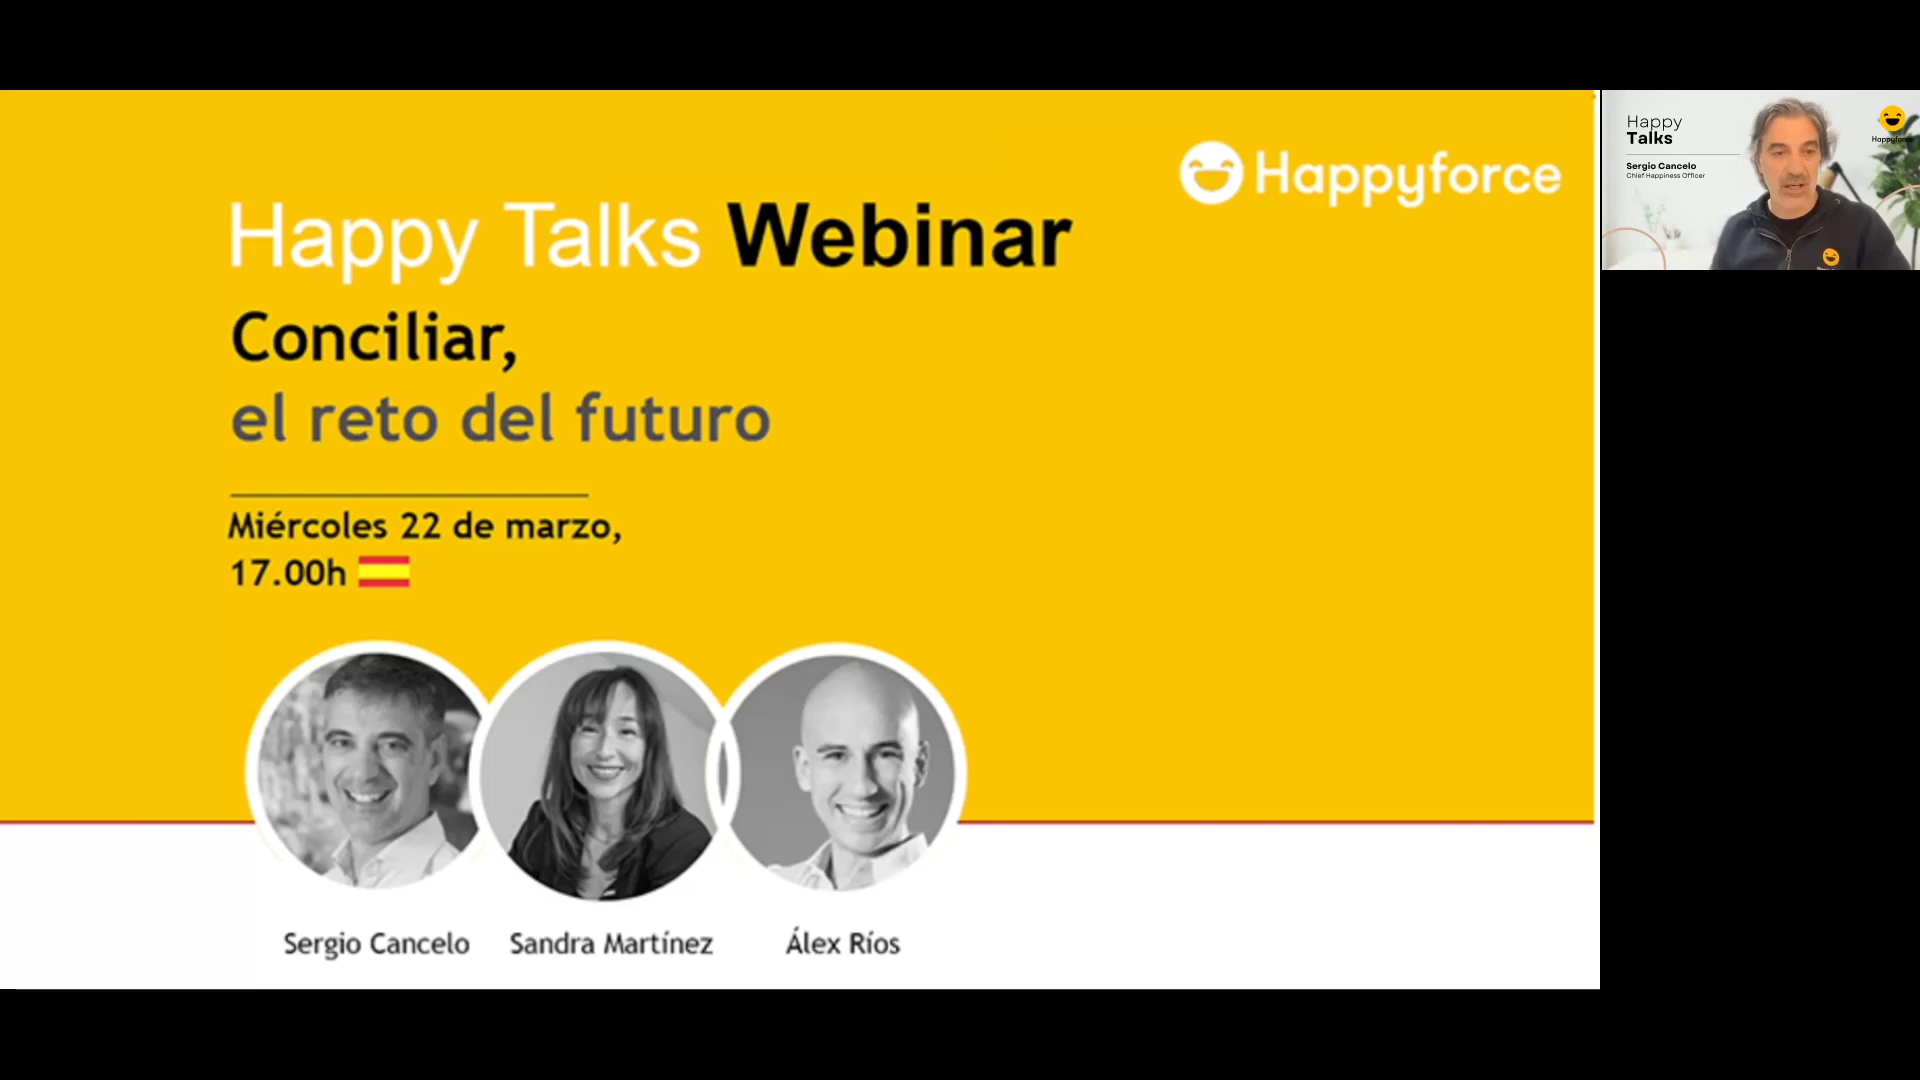 Happyforce
Happy Talks Webinar
Conciliar,
el reto del futuro
Miércoles 22 de marzo,
17.00h
Sergio Cancelo
Sandra Martínez
Álex Ríos
Happy
Talks
Sergio Cancelo
Chief Happiness Officer
Happyforce